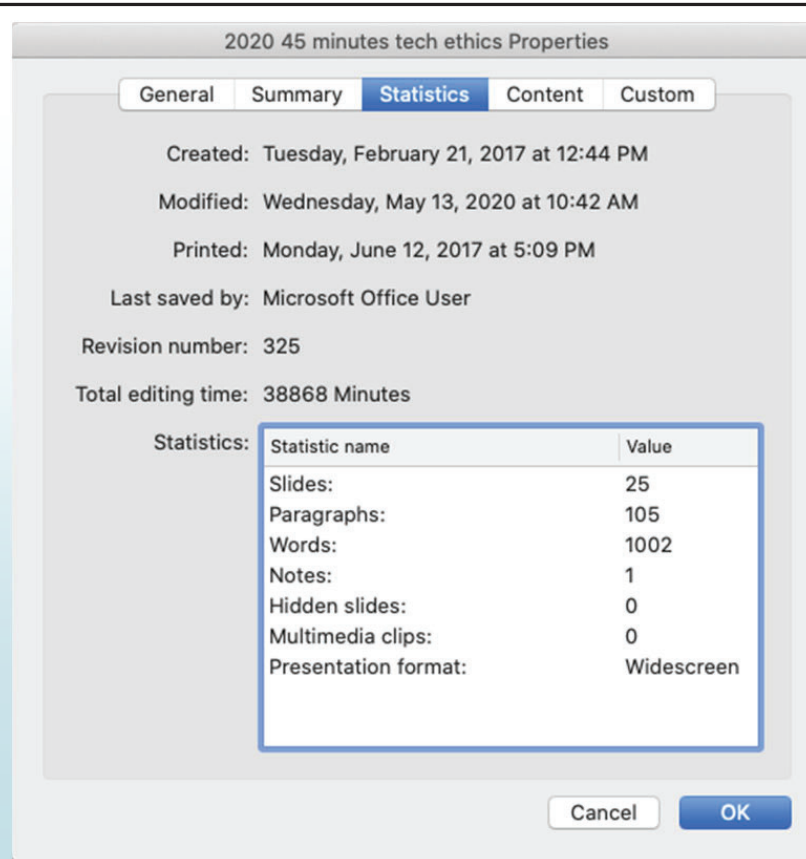 2020 45 minutes tech ethics Properties
General Summary Statistics Content Custom
Created: Tuesday, February 21, 2017 at 12:44 PM
Modified: Wednesday, May 13, 2020 at 10:42 AM
Printed: Monday, June 12, 2017 at 5:09 PM
Last saved by: Microsoft Office User
Revision number: 325
Total editing time: 38868 Minutes
Statistics: Statistic name Value
Slides: 25
Paragraphs: 105
Words: 1002
Notes: 1
Hidden slides: 0
Multimedia clips: 0
Presentation format: Widescreen
Cancel OK